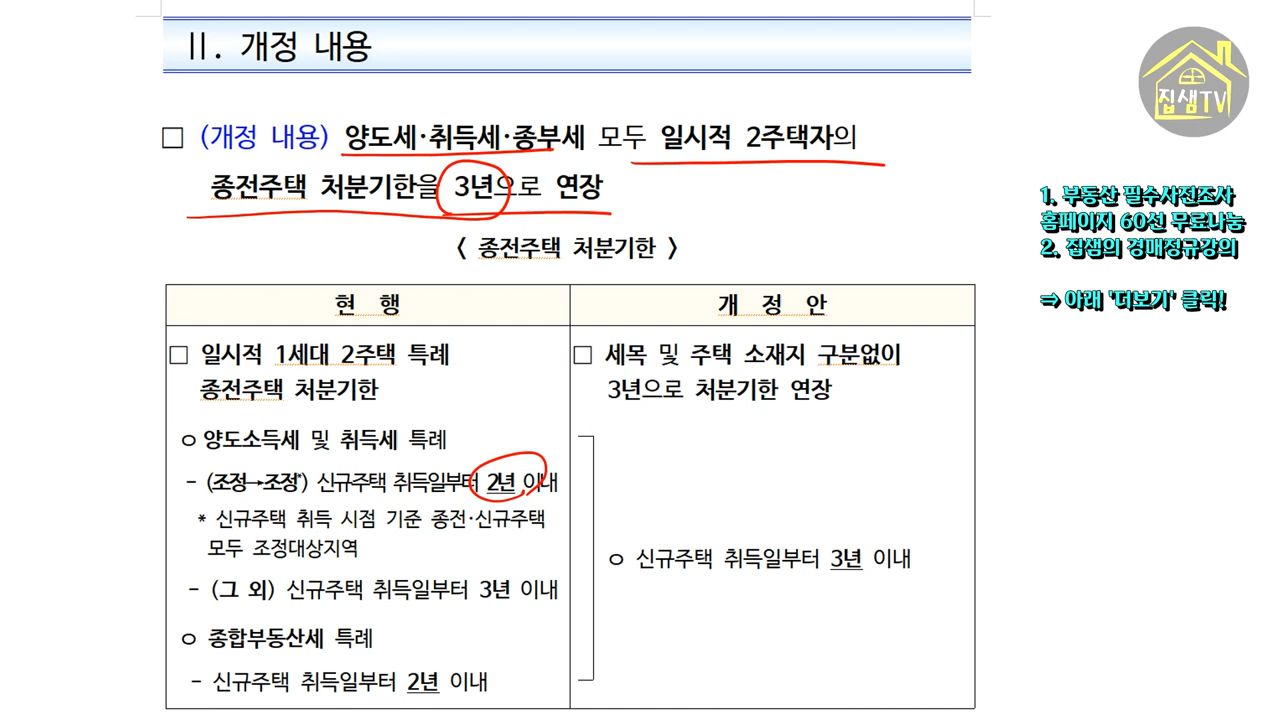 Ⅱ. 개정 내용
□ (개정 내용) 양도세·취득세·종부세 모두 일시적 2주택자의
종전주택 처분기한을 3년으로 연장
< 종전주택 처분기한 >
현 행
개 정 안
□ 일시적 1세대 2주택 특례
종전주택 처분기한
ㅇ 양도소득세 및 취득세 특례
- (조정→조정*) 신규주택 취득일부터 2년 이내
* 신규주택 취득 시점 기준 종전·신규주택
모두 조정대상지역
- (그 외) 신규주택 취득일부터 3년 이내
ㅇ 종합부동산세 특례
- 신규주택 취득일부터 2년 이내
□ 세목 및 주택 소재지 구분없이
3년으로 처분기한 연장
ㅇ 신규주택 취득일부터 3년 이내
집샘TV
1. 부동산 필수사전조사
홈페이지 60선 무료나눔
2. 집샘의 경매정규강의
⇒ 아래 '더보기' 클릭!